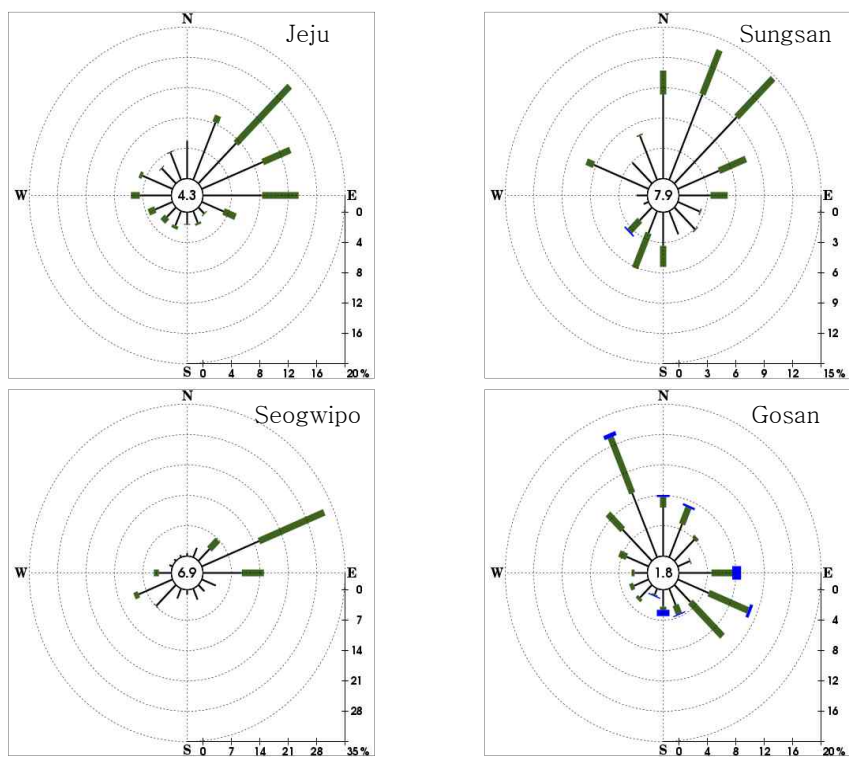 N
Jeju
W
4.3
E
0
4
8
12
16
S 0 4 8 12 16 20%
N
Sungsan
W
7.9
E
0
3
6
9
12
S 0 3 6 9 12 15%
N
Seogwipo
W
6.9
E
0
7
14
21
28
S 0 7 14 21 28 35%
N
Gosan
W
1.8
E
0
4
8
12
16
S 0 4 8 12 16 20%